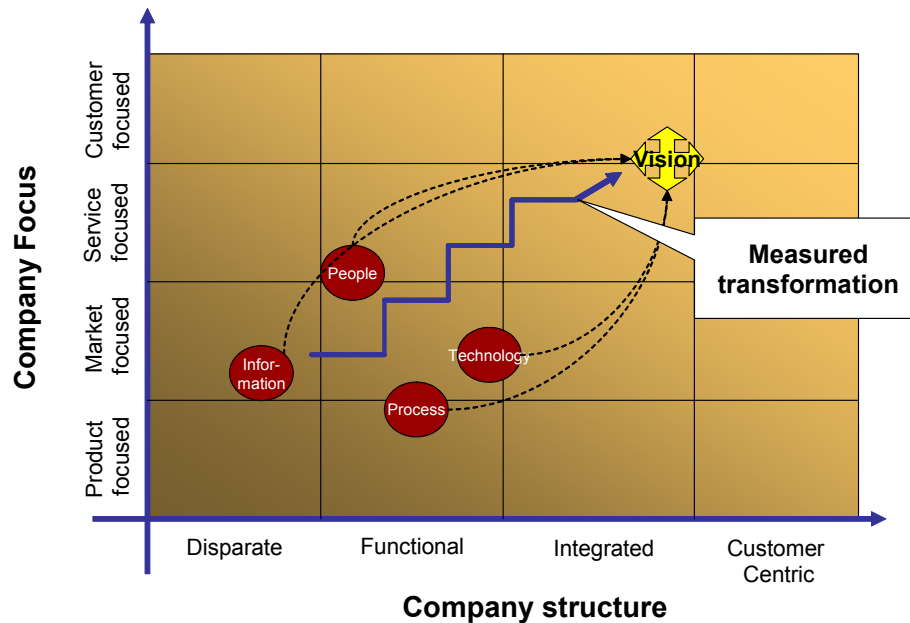 Company Focus
Customer
focused
Service
focused
Market
focused
Product
focused
Vision
Measured
transformation
People
Technology
Infor-
mation
Process
Disparate
Functional
Integrated
Customer
Centric
Company structure